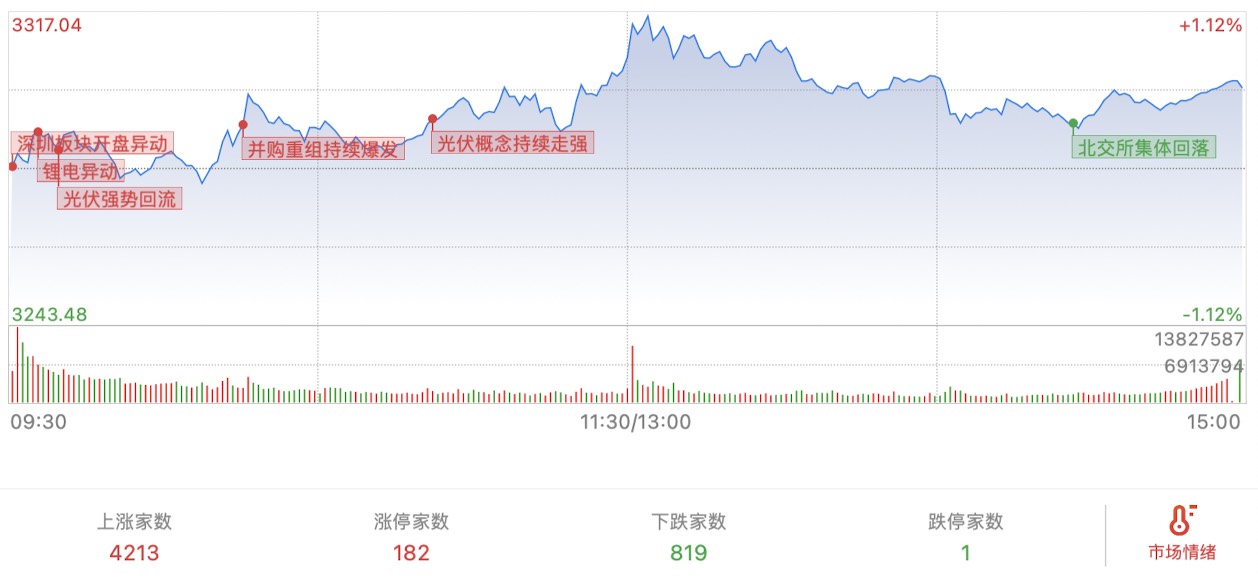 3317.04
+1.12%
深圳板块开盘异动
锂电异动
光伏强势回流
并购重组持续爆发
光伏概念持续走强
北交所集体回落
3243.48
-1.12%
13827587
6913794
09:30
11:30/13:00
15:00
上涨家数
涨停家数
下跌家数
跌停家数
4213
182
819
1
市场情绪